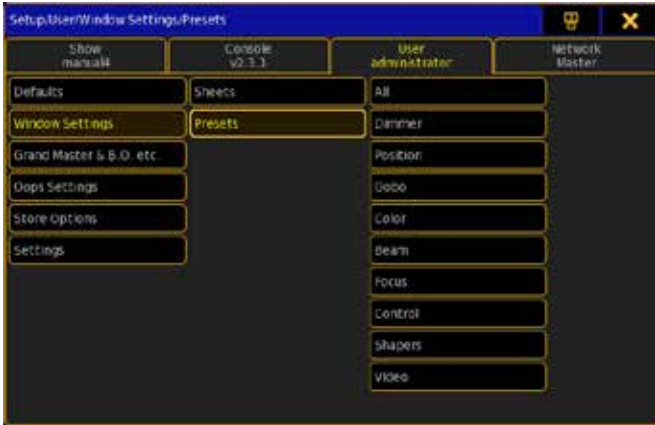 Setup/User/Window Settings/Presets
Show
manual4
Console
v2.3.3
User
administrator
Network
Master
Defaults
Sheets
All
Window Settings
Presets
Dimmer
Grand Master & B.O. etc.
Position
Oops Settings
Gobo
Store Options
Color
Settings
Beam
Focus
Control
Shapers
Video